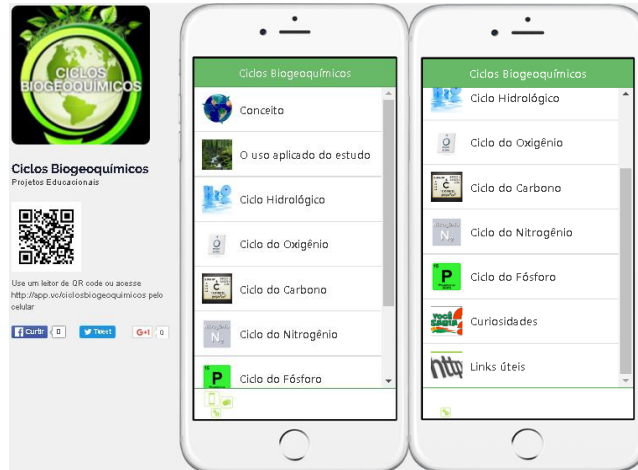 CICLOS
BIOGEOQUÍMICOS
Ciclos Biogeoquímicos
Projetos Educacionais
Use um leitor de QR code ou acesse
http://app.vc/ciclosbiogeoquimicos pelo
celular
Curtir 0 Tweet G+1 0
Ciclos Biogeoquímicos
Conceito
O uso aplicado do estudo
Ciclo Hidrológico
Ciclo do Oxigênio
Ciclo do Carbono
Ciclo do Nitrogênio
Ciclo do Fósforo
Ciclos Biogeoquímicos
Ciclo Hidrológico
Ciclo do Oxigênio
Ciclo do Carbono
Ciclo do Nitrogênio
P
Ciclo do Fósforo
VOCÊ
SABIA
Curiosidades
http
Links úteis